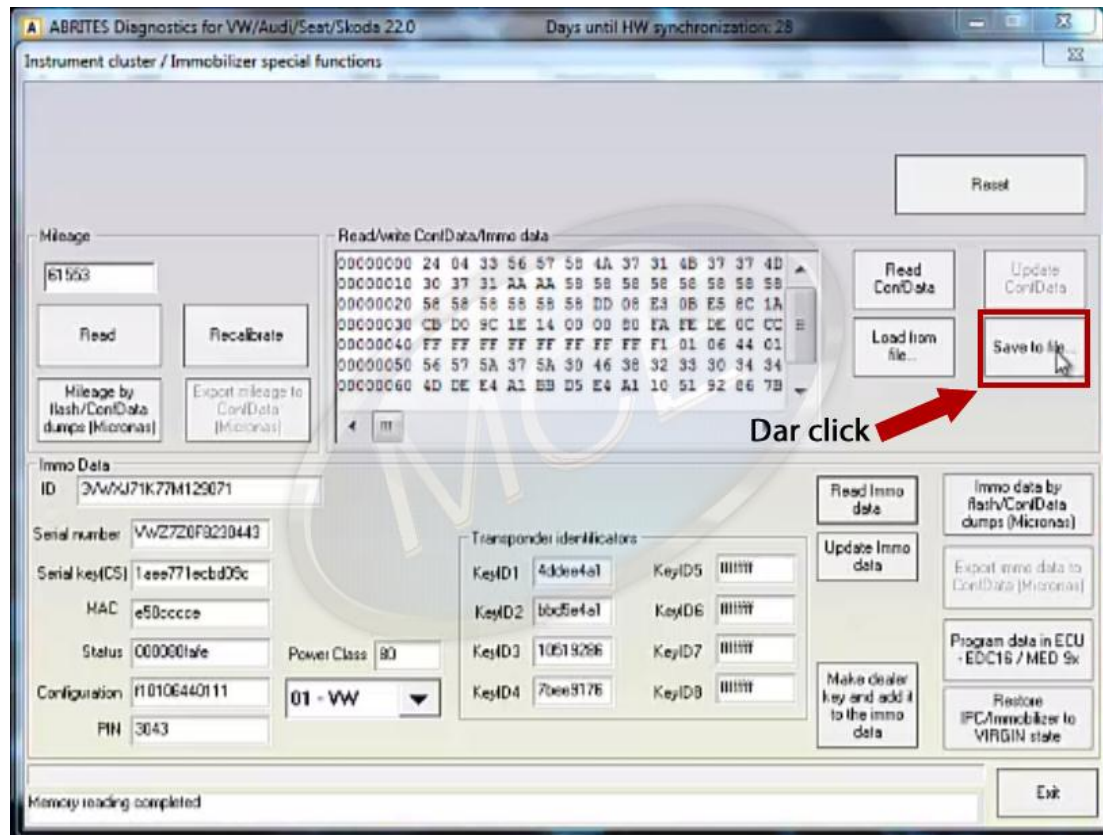 ABRITES Diagnostics for VW/Audi/Seat/Skoda 22.0 Days until HW synchronization: 28
Instrument cluster / Immobilizer special functions
Reset
Mileage
61553
Read
Recalibrate
Mileage by
flash/ConfData
dumps (Micronas)
Export mileage to
ConfData
(Micronas)
Read/write ConfData/Immo data
00000000 24 04 33 56 57 58 4A 37 31 4B 37 37 4D
00000010 30 37 31 AA AA 58 58 58 58 58 58 58 58
00000020 58 58 58 58 58 58 DD 08 E3 0B E5 8C 1A
00000030 CB D0 9C 1E 14 00 00 80 FA FE DE 0C CC
00000040 FF FF FF FF FF FF FF FF F1 01 06 44 01
00000050 56 57 5A 37 5A 30 46 38 32 33 30 34 34
00000060 4D DE E4 A1 BB D5 E4 A1 10 51 92 86 7B
Read
ConfData
Update
ConfData
Load from
file...
Save to file...
Dar click
MCL
Immo Data
ID 3VWXJ71K77M129071
Serial number VWZ7Z0F8230443
Serial key(CS) 1aee771ecbd09c
MAC e50cccce
Status 000080fafe
Configuration f10106440111
PIN 3043
Power Class 80
01 - VW
Transponder identificators
KeyID1 4ddee4a1
KeyID2 bbd5e4a1
KeyID3 10519286
KeyID4 7bee9176
KeyID5 ffffffff
KeyID6 ffffffff
KeyID7 ffffffff
KeyID8 ffffffff
Read Immo
data
Update Immo
data
Make dealer
key and add it
to the immo
data
Immo data by
flash/ConfData
dumps (Micronas)
Export immo data to
ConfData (Micronas)
Program data in ECU
- EDC16 / MED 9x
Restore
IPC/Immobilizer to
VIRGIN state
Memory reading completed
Exit